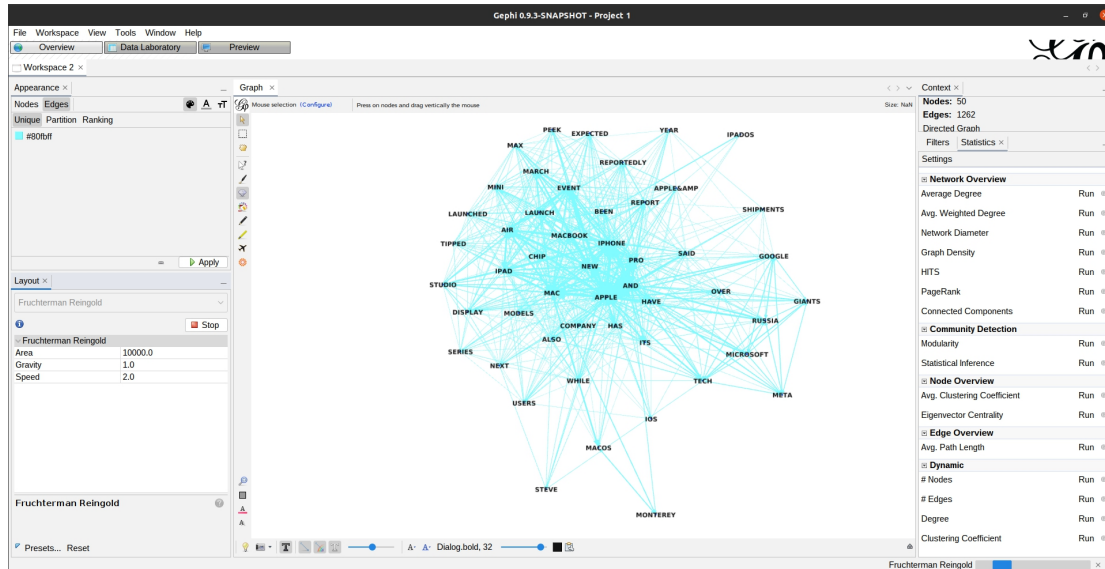 Gephi 0.9.3-SNAPSHOT - Project 1
File Workspace View Tools Window Help
Overview Data Laboratory Preview
Workspace 2 ×
Appearance ×
Nodes Edges
Unique Partition Ranking
#80fbff
Apply
Layout ×
Fruchterman Reingold
Stop
Fruchterman Reingold
Area 10000.0
Gravity 1.0
Speed 2.0
Fruchterman Reingold
Presets... Reset
Graph ×
Mouse selection (Configure) Press on nodes and drag vertically the mouse Size: NaN
PEEK
EXPECTED
YEAR
IPADOS
MAX
REPORTEDLY
MARCH
MINI
EVENT
APPLE&AMP
REPORT
LAUNCHED
LAUNCH
BEEN
SHIPMENTS
AIR
MACBOOK
TIPPED
IPHONE
CHIP
SAID
GOOGLE
NEW
PRO
IPAD
STUDIO
AND
MAC
OVER
APPLE
HAVE
GIANTS
DISPLAY
MODELS
RUSSIA
COMPANY
HAS
ALSO
ITS
SERIES
MICROSOFT
NEXT
WHILE
TECH
META
USERS
IOS
MACOS
STEVE
MONTEREY
Dialog.bold, 32
Context ×
Nodes: 50
Edges: 1262
Directed Graph
Filters Statistics ×
Settings
Network Overview
Average Degree Run
Avg. Weighted Degree Run
Network Diameter Run
Graph Density Run
HITS Run
PageRank Run
Connected Components Run
Community Detection
Modularity Run
Statistical Inference Run
Node Overview
Avg. Clustering Coefficient Run
Eigenvector Centrality Run
Edge Overview
Avg. Path Length Run
Dynamic
# Nodes Run
# Edges Run
Degree Run
Clustering Coefficient Run
Fruchterman Reingold